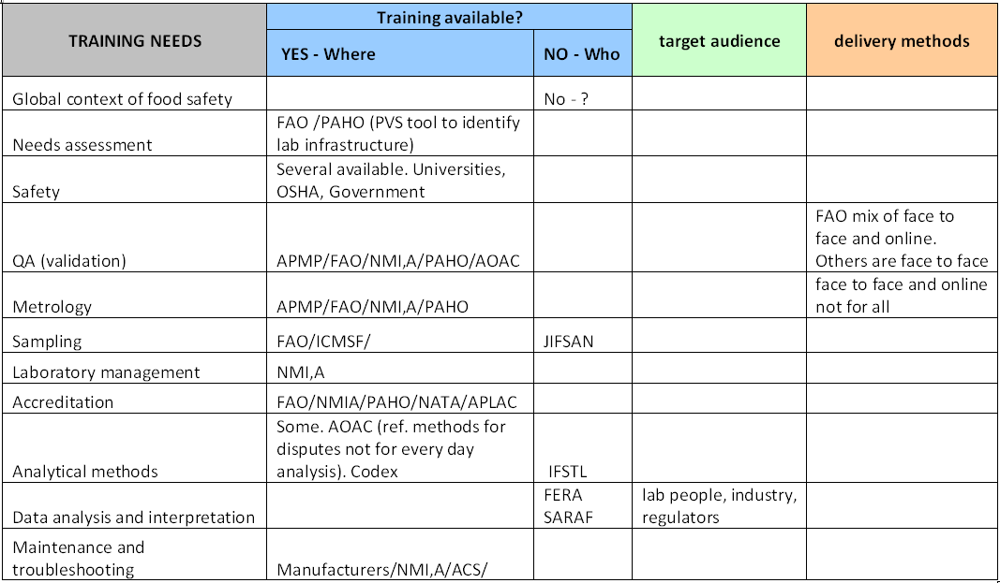 TRAINING NEEDS
Training available?
YES - Where
NO - Who
target audience
delivery methods
Global context of food safety
No - ?
Needs assessment
FAO /PAHO (PVS tool to identify
lab infrastructure)
Safety
Several available. Universities,
OSHA, Government
QA (validation)
APMP/FAO/NMI,A/PAHO/AOAC
FAO mix of face to
face and online.
Others are face to face
Metrology
APMP/FAO/NMI,A/PAHO
face to face and online
not for all
Sampling
FAO/ICMSF/
JIFSAN
Laboratory management
NMI,A
Accreditation
FAO/NMIA/PAHO/NATA/APLAC
Analytical methods
Some. AOAC (ref. methods for
disputes not for every day
analysis). Codex
IFSTL
Data analysis and interpretation
FERA
SARAF
lab people, industry,
regulators
Maintenance and
troubleshooting
Manufacturers/NMI,A/ACS/